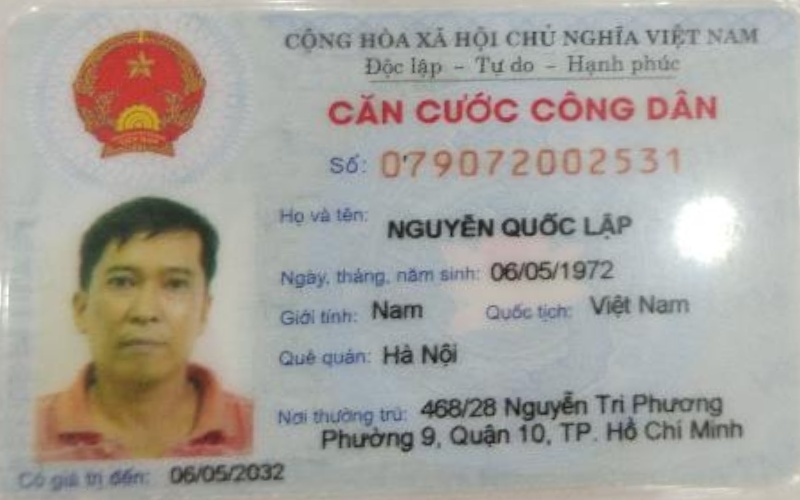 CỘNG HÒA XÃ HỘI CHỦ NGHĨA VIỆT NAM
Độc lập - Tự do - Hạnh phúc
CĂN CƯỚC CÔNG DÂN
Số: 079072002531
Họ và tên: NGUYỄN QUỐC LẬP
Ngày, tháng, năm sinh: 06/05/1972
Giới tính: Nam Quốc tịch: Việt Nam
Quê quán: Hà Nội
Nơi thường trú: 468/28 Nguyễn Tri Phương
Phường 9, Quận 10, TP. Hồ Chí Minh
Có giá trị đến: 06/05/2032